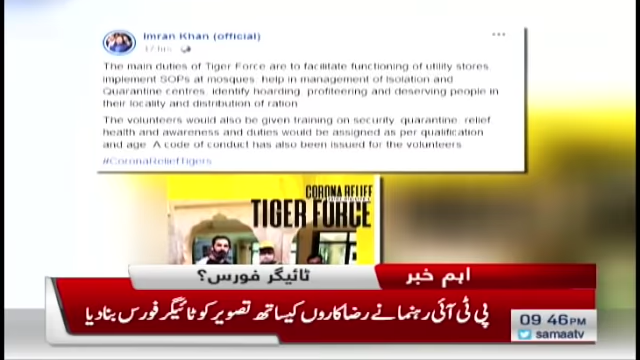 Imran Khan (official)
17 hrs
The main duties of Tiger Force are to facilitate functioning of utility stores
implement SOPs at mosques help in management of Isolation and
Quarantine centres identify hoarding profiteering and deserving people in
their locality and distribution of ration
The volunteers would also be given training on security quarantine relief
health and awareness and duties would be assigned as per qualification
and age A code of conduct has also been issued for the volunteers
#CoronaReliefTigers
CORONA RELIEF
TIGER FORCE
اہم خبر
ٹائیگر فورس؟
پی ٹی آئی رہنما نے رضاکاروں کیساتھ تصویر کو ٹائیگر فورس بنا دیا
09:46PM
samaatv